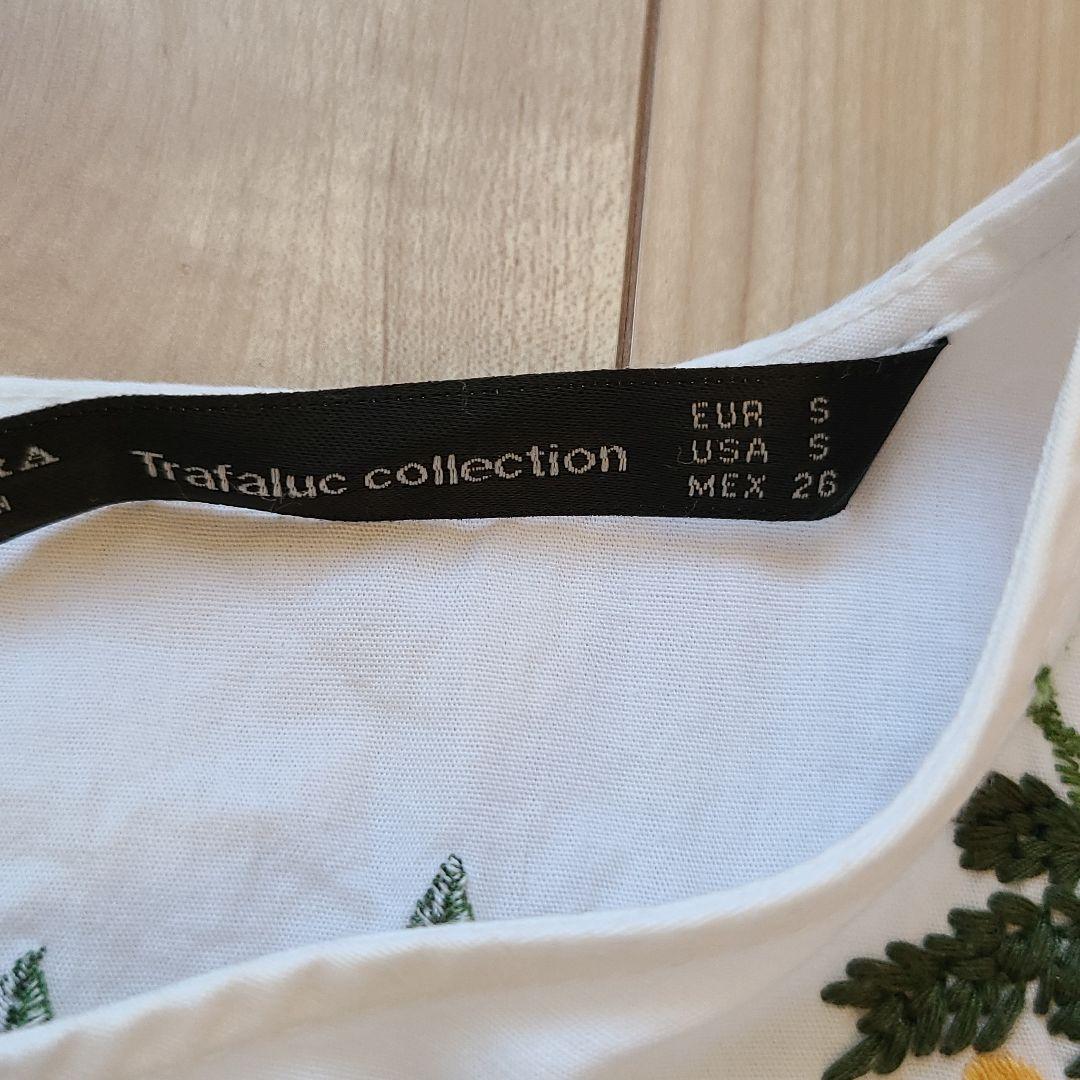 Trafaluc collection
EUR S
USA S
MEX 26